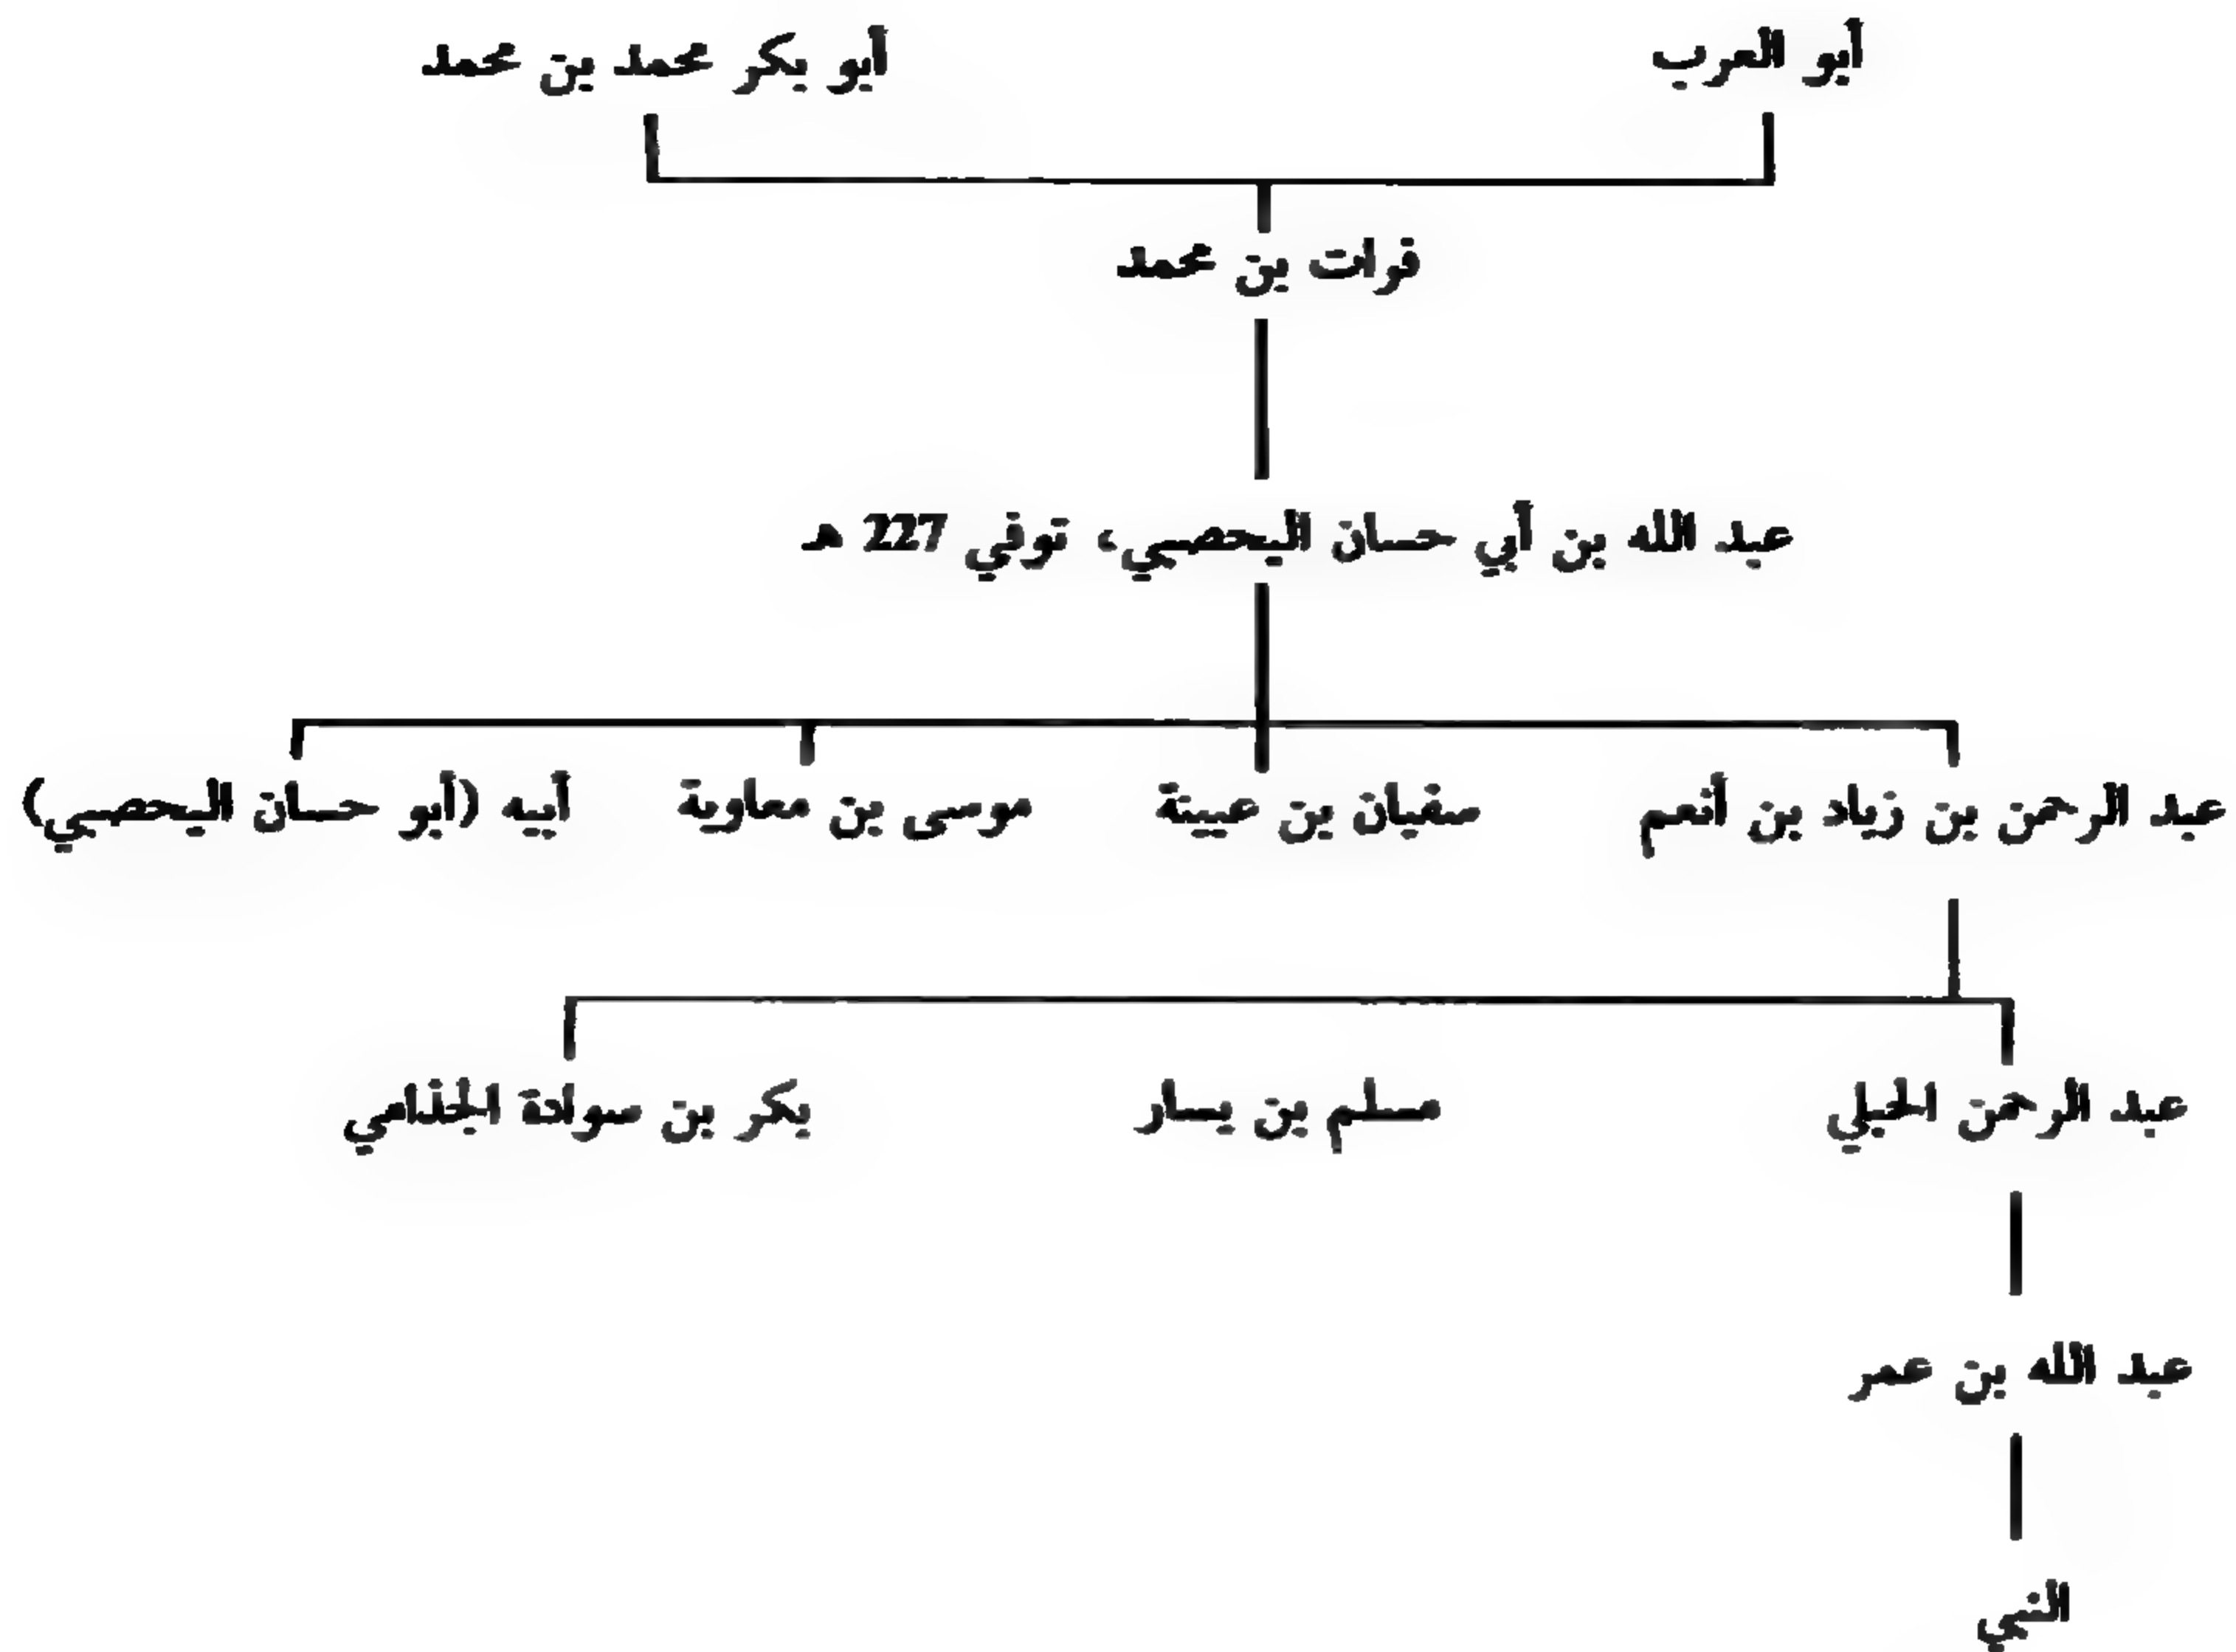 أبو العرب أبو بكر محمد بن محمد
فرات بن محمد
عبد الله بن أبي حسان اليحصبي، توفي 227 هـ
عبد الرحمن بن زياد بن أنعم سفيان بن عيينة موسى بن معاوية أبيه (أبو حسان اليحصبي)
عبد الرحمن الحبلي مسلم بن يسار بكر بن سوادة الجذامي
عبد الله بن عمر
النبي